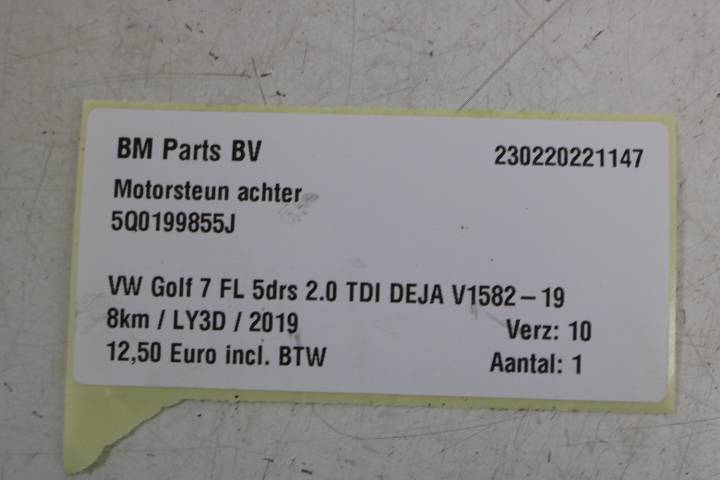 BM Parts BV 230220221147
Motorsteun achter
5Q0199855J
VW Golf 7 FL 5drs 2.0 TDI DEJA V1582-19
8km / LY3D / 2019 Verz: 10
12,50 Euro incl. BTW Aantal: 1